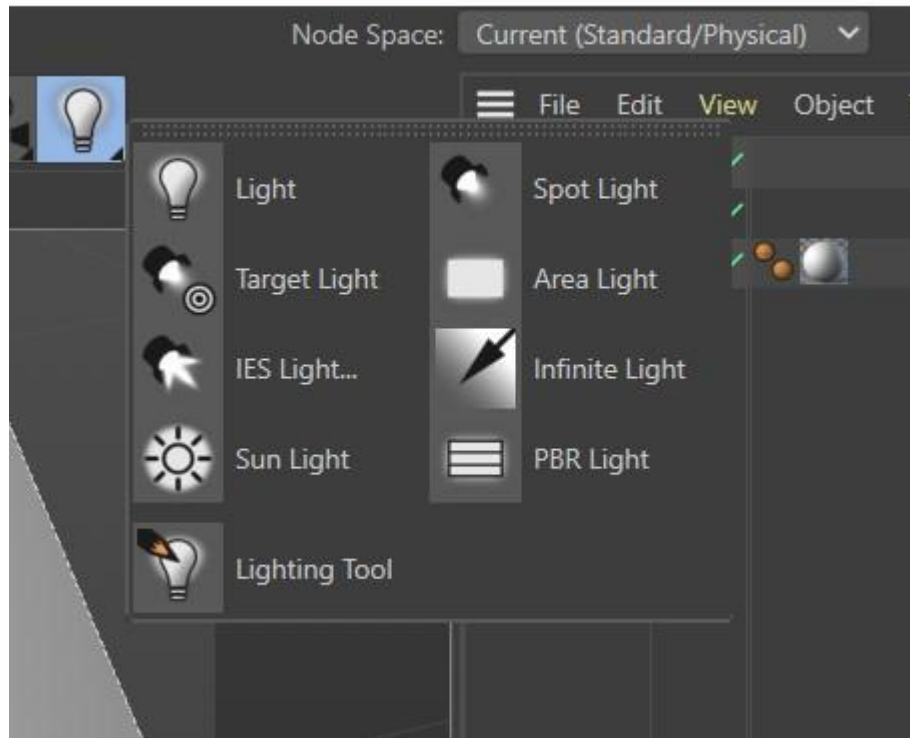 Node Space: Current (Standard/Physical)
File Edit View Object
Light Spot Light
Target Light Area Light
IES Light... Infinite Light
Sun Light PBR Light
Lighting Tool